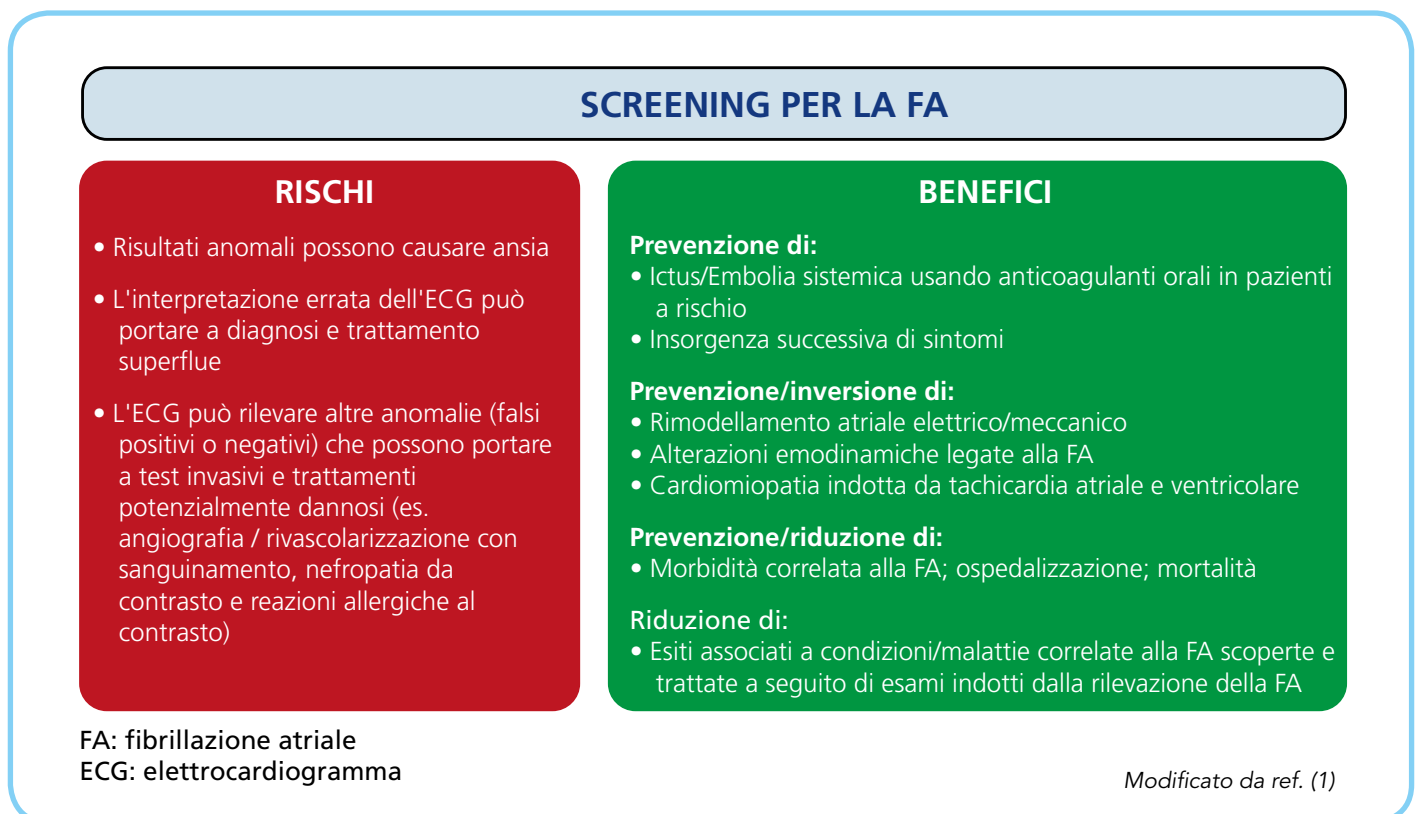 SCREENING PER LA FA
RISCHI
• Risultati anomali possono causare ansia
• L'interpretazione errata dell'ECG può
portare a diagnosi e trattamento
superflue
• L'ECG può rilevare altre anomalie (falsi
positivi o negativi) che possono portare
a test invasivi e trattamenti
potenzialmente dannosi (es.
angiografia / rivascolarizzazione con
sanguinamento, nefropatia da
contrasto e reazioni allergiche al
contrasto)
BENEFICI
Prevenzione di:
• Ictus/Embolia sistemica usando anticoagulanti orali in pazienti
a rischio
• Insorgenza successiva di sintomi
Prevenzione/inversione di:
• Rimodellamento atriale elettrico/meccanico
• Alterazioni emodinamiche legate alla FA
• Cardiomiopatia indotta da tachicardia atriale e ventricolare
Prevenzione/riduzione di:
• Morbidità correlata alla FA; ospedalizzazione; mortalità
Riduzione di:
• Esiti associati a condizioni/malattie correlate alla FA scoperte e
trattate a seguito di esami indotti dalla rilevazione della FA
FA: fibrillazione atriale
ECG: elettrocardiogramma
Modificato da ref. (1)